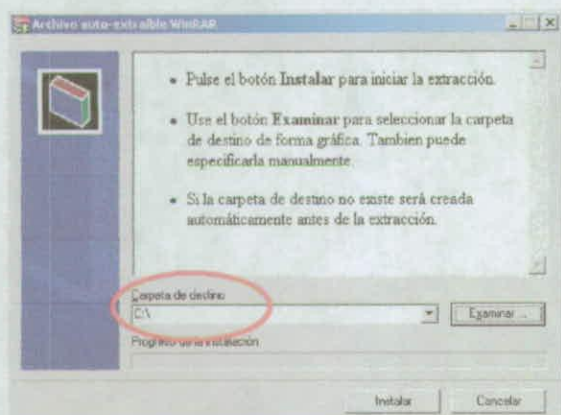 Archivo auto-extraible WinRAR
• Pulse el botón Instalar para iniciar la extracción.
• Use el botón Examinar para seleccionar la carpeta
de destino de forma gráfica. Tambien puede
especificarla manualmente.
• Si la carpeta de destino no existe será creada
automáticamente antes de la extracción.
Carpeta de destino
C:\
Examinar ...
Progreso de la instalación
Instalar
Cancelar